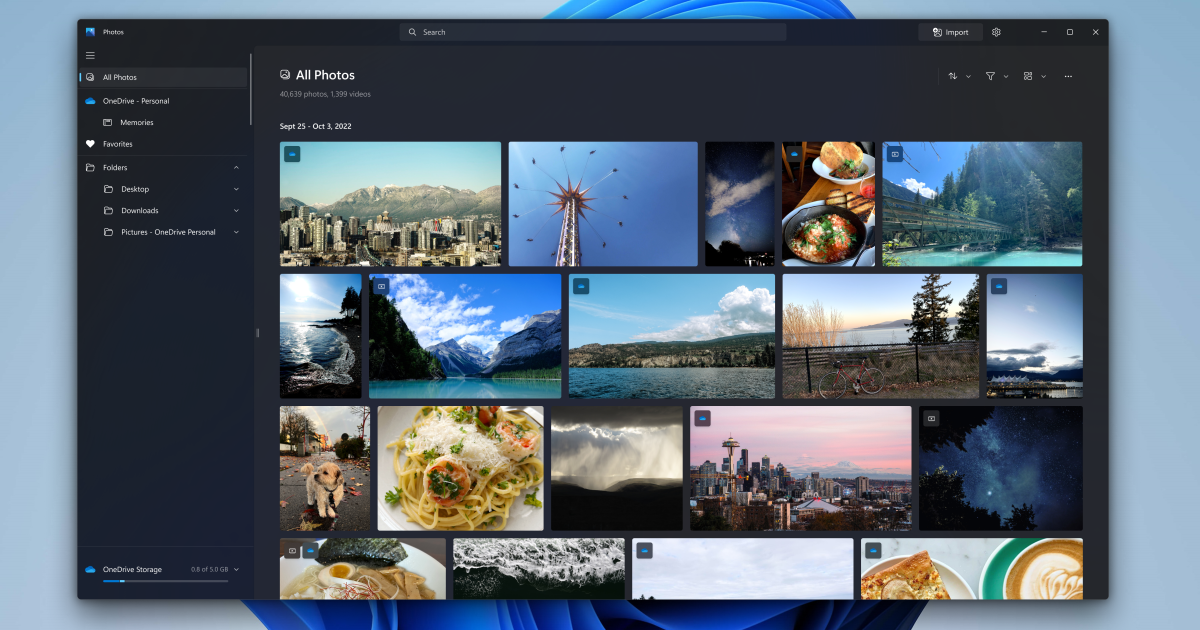 Photos
Search
Import
All Photos
OneDrive - Personal
Memories
Favorites
Folders
Desktop
Downloads
Pictures - OneDrive Personal
OneDrive Storage
0.8 of 5.0 GB
All Photos
40,639 photos, 1,399 videos
Sept 25 - Oct 3, 2022